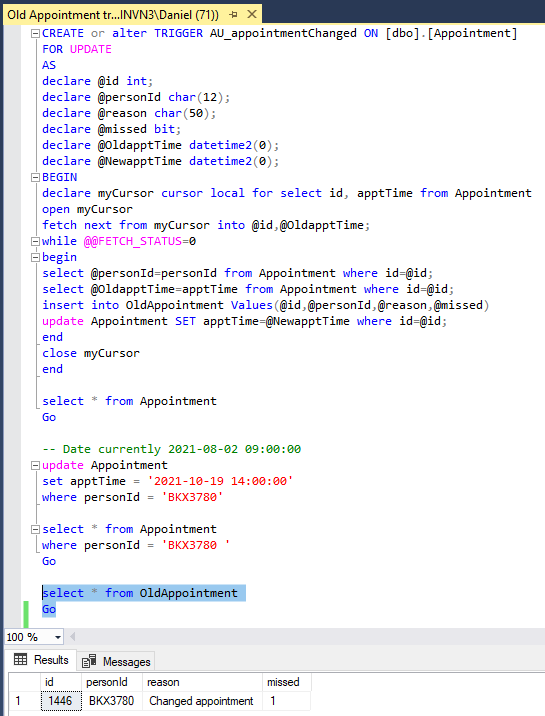 Old Appointment tr...INVN3\Daniel (71))
CREATE or alter TRIGGER AU_appointmentChanged ON [dbo].[Appointment]
FOR UPDATE
AS
declare @id int;
declare @personId char(12);
declare @reason char(50);
declare @missed bit;
declare @OldapptTime datetime2(0);
declare @NewapptTime datetime2(0);
BEGIN
declare myCursor cursor local for select id, apptTime from Appointment
open myCursor
fetch next from myCursor into @id,@OldapptTime;
while @@FETCH_STATUS=0
begin
select @personId=personId from Appointment where id=@id;
select @OldapptTime=apptTime from Appointment where id=@id;
insert into OldAppointment Values(@id,@personId,@reason,@missed)
update Appointment SET apptTime=@NewapptTime where id=@id;
end
close myCursor
end
select * from Appointment
Go
-- Date currently 2021-08-02 09:00:00
update Appointment
set apptTime = '2021-10-19 14:00:00'
where personId = 'BKX3780'
select * from Appointment
where personId = 'BKX3780 '
Go
select * from OldAppointment
Go
100 %
Results Messages
id personId reason missed
1 1446 BKX3780 Changed appointment 1